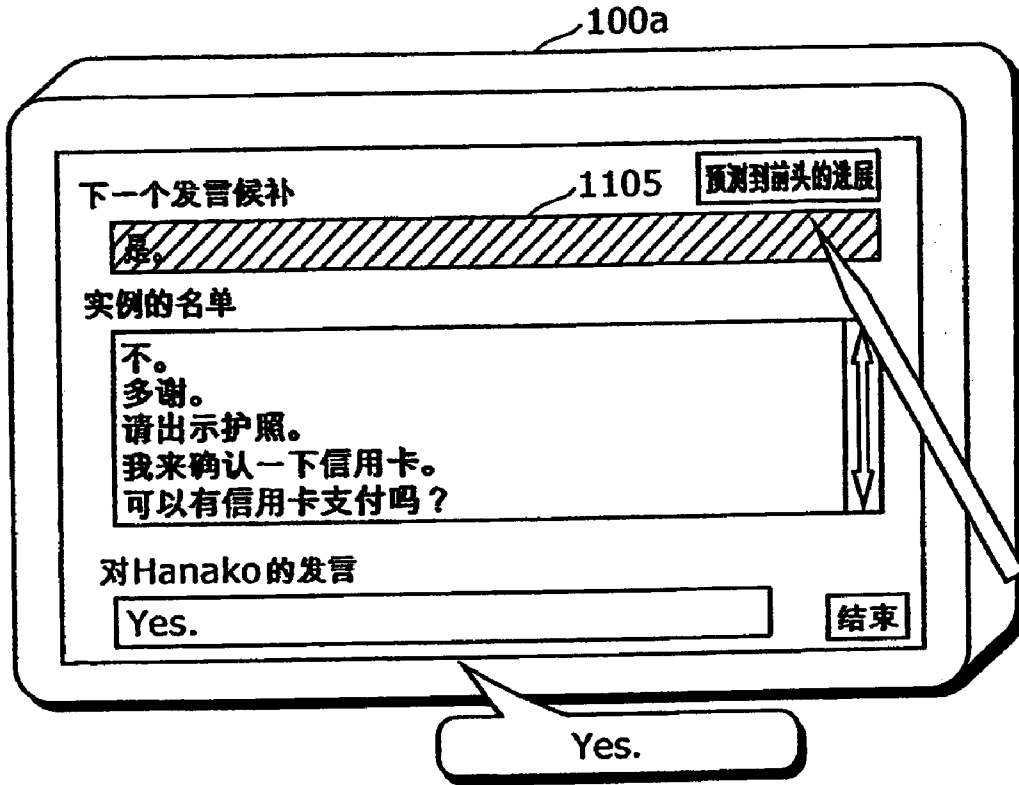 100a
下一个发言候补
1105
预测到前头的进展
是。
实例的名单
不。
多谢。
请出示护照。
我来确认一下信用卡。
可以有信用卡支付吗？
对Hanako的发言
Yes.
结束
Yes.